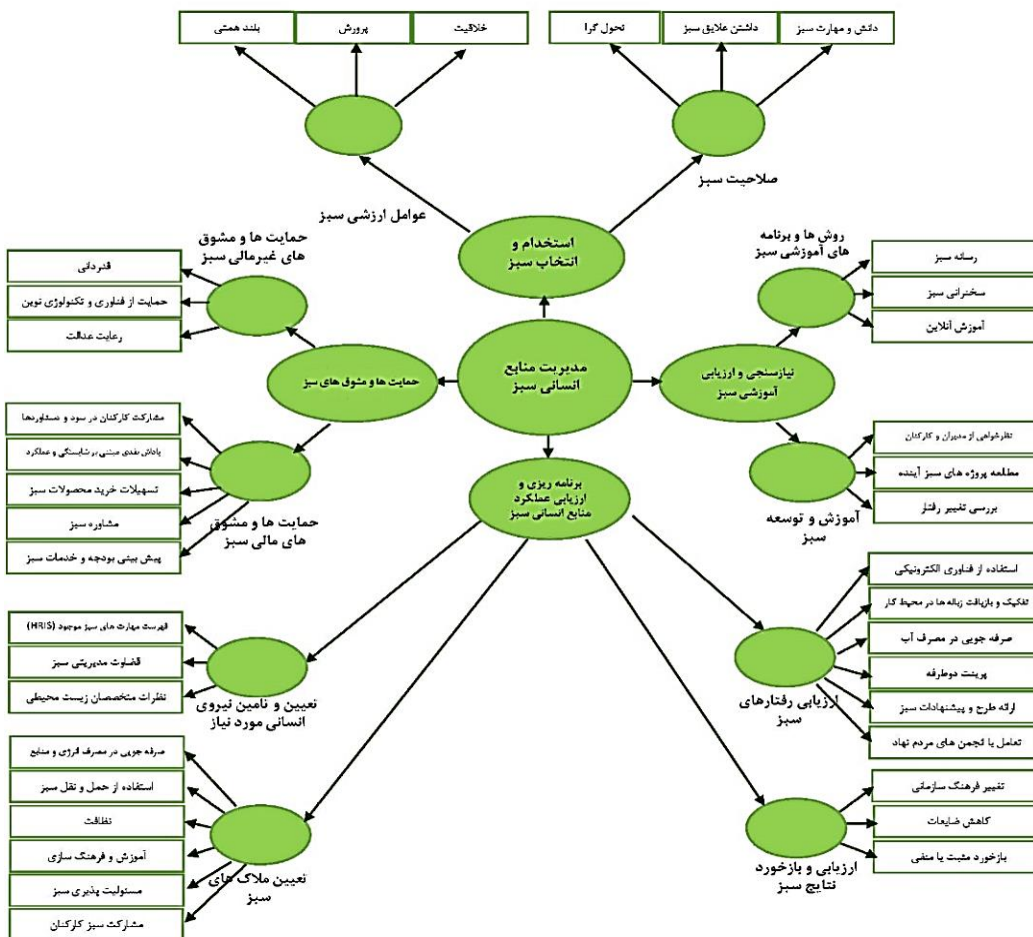 دانش و مهارت سبز
داشتن علایق سبز
تحول گرا
خلاقیت
پرورش
بلند همتی
صلاحیت سبز
عوامل ارزشی سبز
استخدام و
انتخاب سبز
روش ها و برنامه
های آموزشی سبز
رسانه سبز
سخنرانی سبز
آموزش آنلاین
حمایت ها و مشوق
های غیرمالی سبز
قدردانی
حمایت از فناوری و تکنولوژی نوین
رعایت عدالت
مدیریت منابع
انسانی سبز
نیازسنجی و ارزیابی
آموزشی سبز
حمایت ها و مشوق های سبز
نظرخواهی از مدیران و کارکنان
مطلعه پروژه های سبز آینده
بررسی تغییر رفتار
آموزش و توسعه
سبز
مشارکت کارکنان در سود و دستاوردها
پاداش نقدی مبتنی بر شایستگی و عملکرد
تسهیلات خرید محصولات سبز
مشاوره سبز
پیش بینی بودجه و خدمات سبز
حمایت ها و مشوق
های مالی سبز
برنامه ریزی و
ارزیابی عملکرد
منابع انسانی سبز
استفاده از فناوری الکترونیکی
تفکیک و بازیافت زباله ها در محیط کار
صرفه جویی در مصرف آب
پرینت دوطرفه
ارائه طرح و پیشنهادات سبز
تعامل با انجمن های مردم نهاد
ارزیابی رفتارهای
سبز
فهرست مهارت های سبز موجود (HRIS)
قضاوت مدیریتی سبز
نظرات متخصصان زیست محیطی
تعیین و تامین نیروی
انسانی مورد نیاز
تغییر فرهنگ سازمانی
کاهش ضایعات
بازخورد مثبت یا منفی
ارزیابی و بازخورد
نتایج سبز
صرفه جویی در مصرف انرژی و منابع
استفاده از حمل و نقل سبز
نظافت
آموزش و فرهنگ سازی
مسئولیت پذیری سبز
مشارکت سبز کارکنان
تعیین ملاک های
سبز